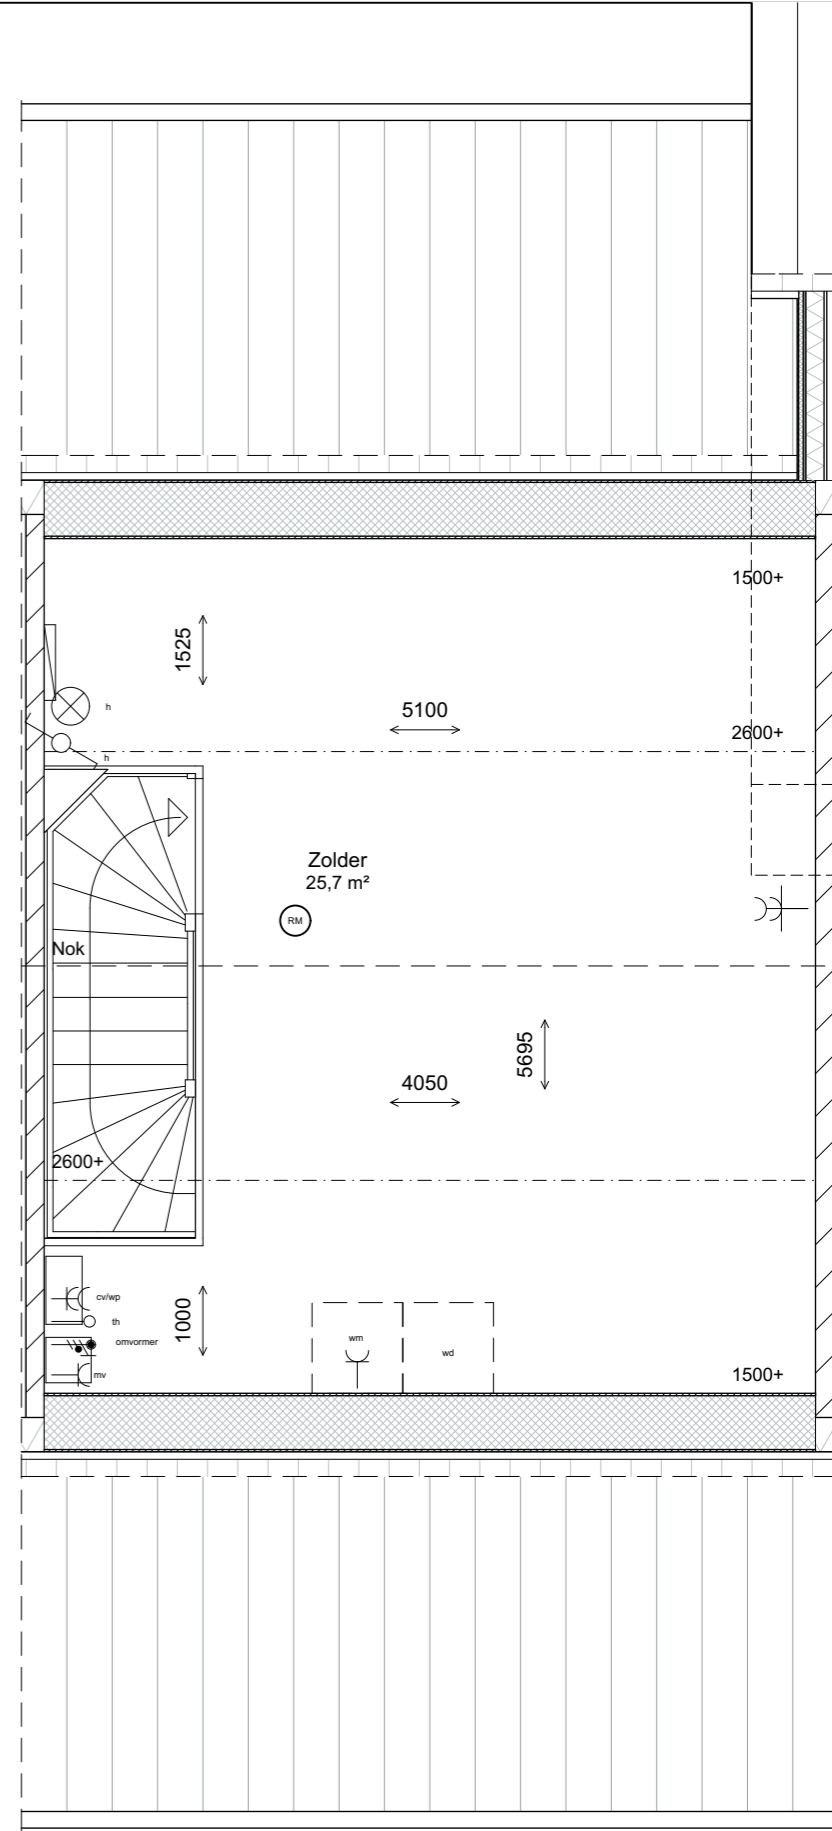 1500+
1525
h
5100
2600+
h
Zolder
25,7 m²
RM
Nok
5695
4050
2600+
cv/wp
th
1000
omvormer
wm
wd
mv
1500+